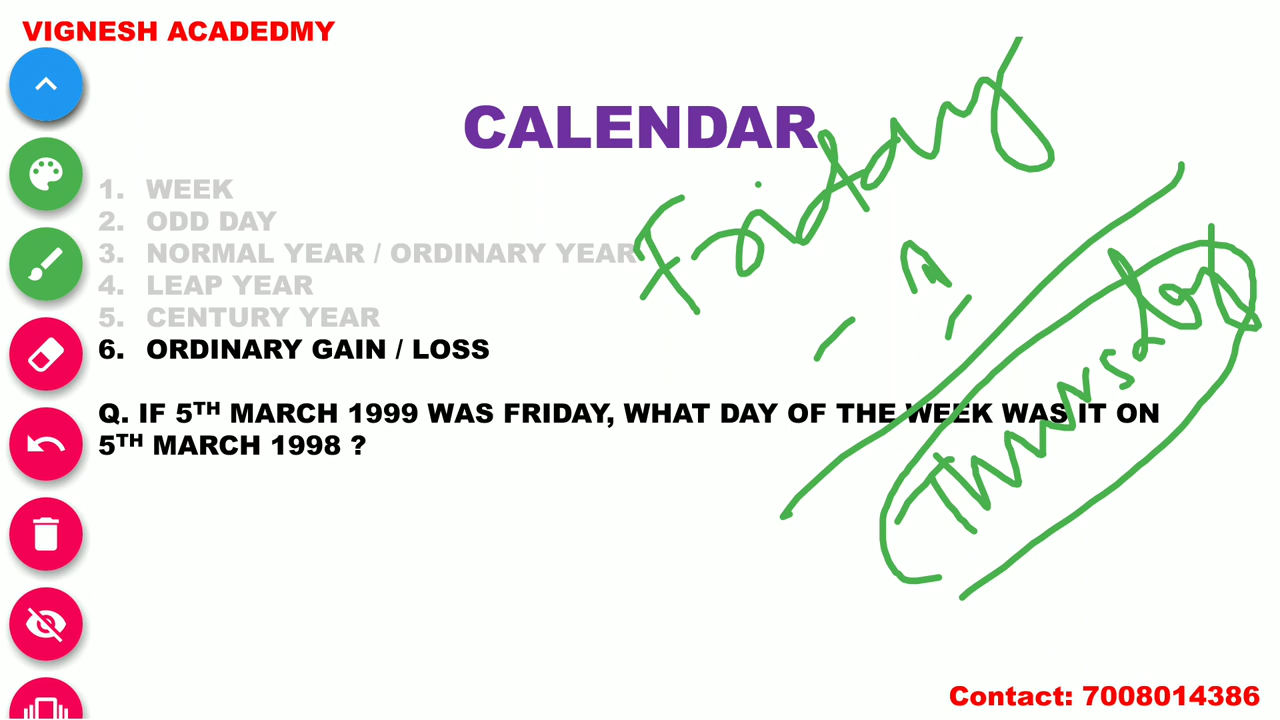 VIGNESH ACADEDMY
CALENDAR
1. WEEK
2. ODD DAY
3. NORMAL YEAR / ORDINARY YEAR
4. LEAP YEAR
5. CENTURY YEAR
6. ORDINARY GAIN / LOSS
Friday
Q. IF 5TH MARCH 1999 WAS FRIDAY, WHAT DAY OF THE WEEK WAS IT ON
5TH MARCH 1998 ?
Thursday
Contact: 7008014386